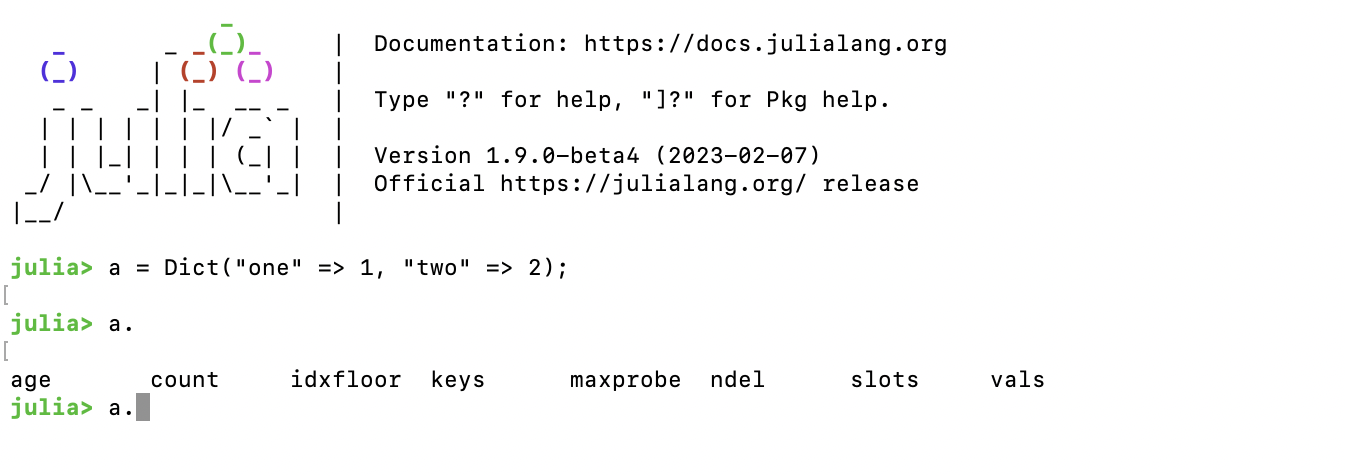 _
   _       _ _(_)_     |  Documentation: https://docs.julialang.org
  (_)     | (_) (_)    |
   _ _   _| |_  __ _   |  Type "?" for help, "]?" for Pkg help.
  | | | | | | |/ _` |  |
  | | |_| | | | (_| |  |  Version 1.9.0-beta4 (2023-02-07)
 _/ |\__'_|_|_|\__'_|  |  Official https://julialang.org/ release
|__/                   |
julia> a = Dict("one" => 1, "two" => 2);
[
julia> a.
[
age       count     idxfloor  keys      maxprobe  ndel      slots     vals
julia> a.